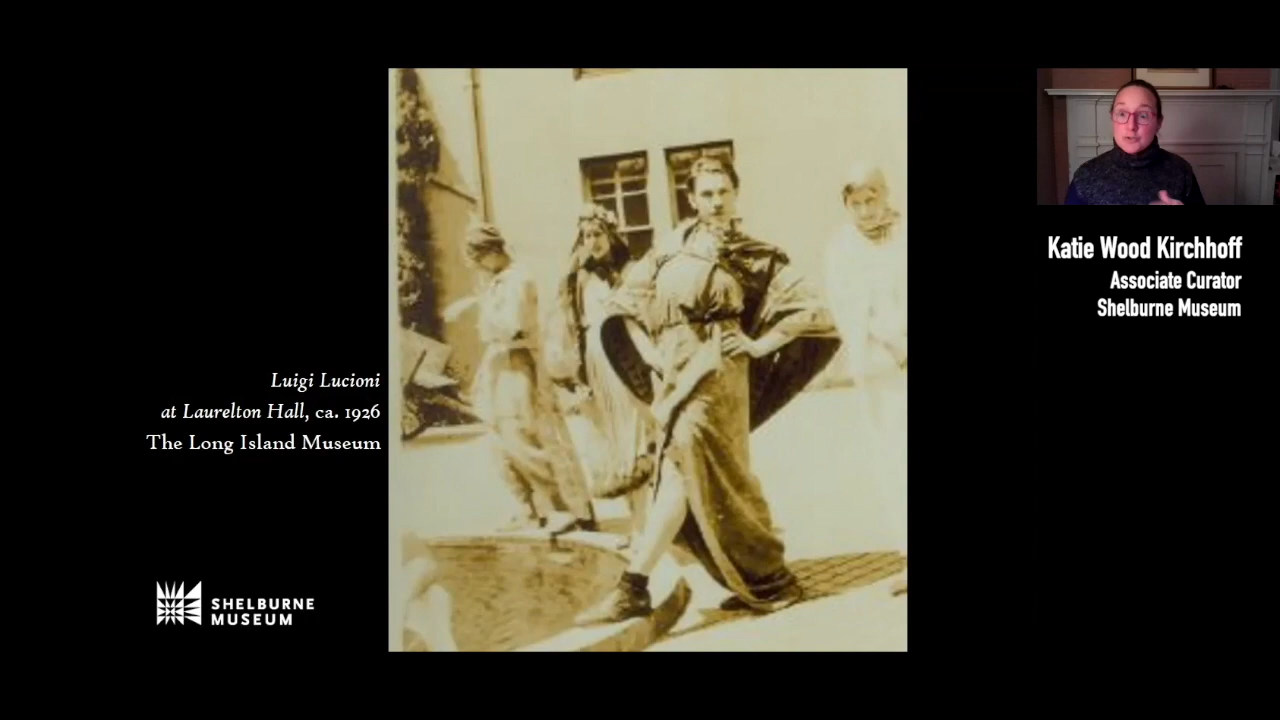 Luigi Lucioni
at Laurelton Hall, ca. 1926
The Long Island Museum
SHELBURNE
MUSEUM
Katie Wood Kirchhoff
Associate Curator
Shelburne Museum